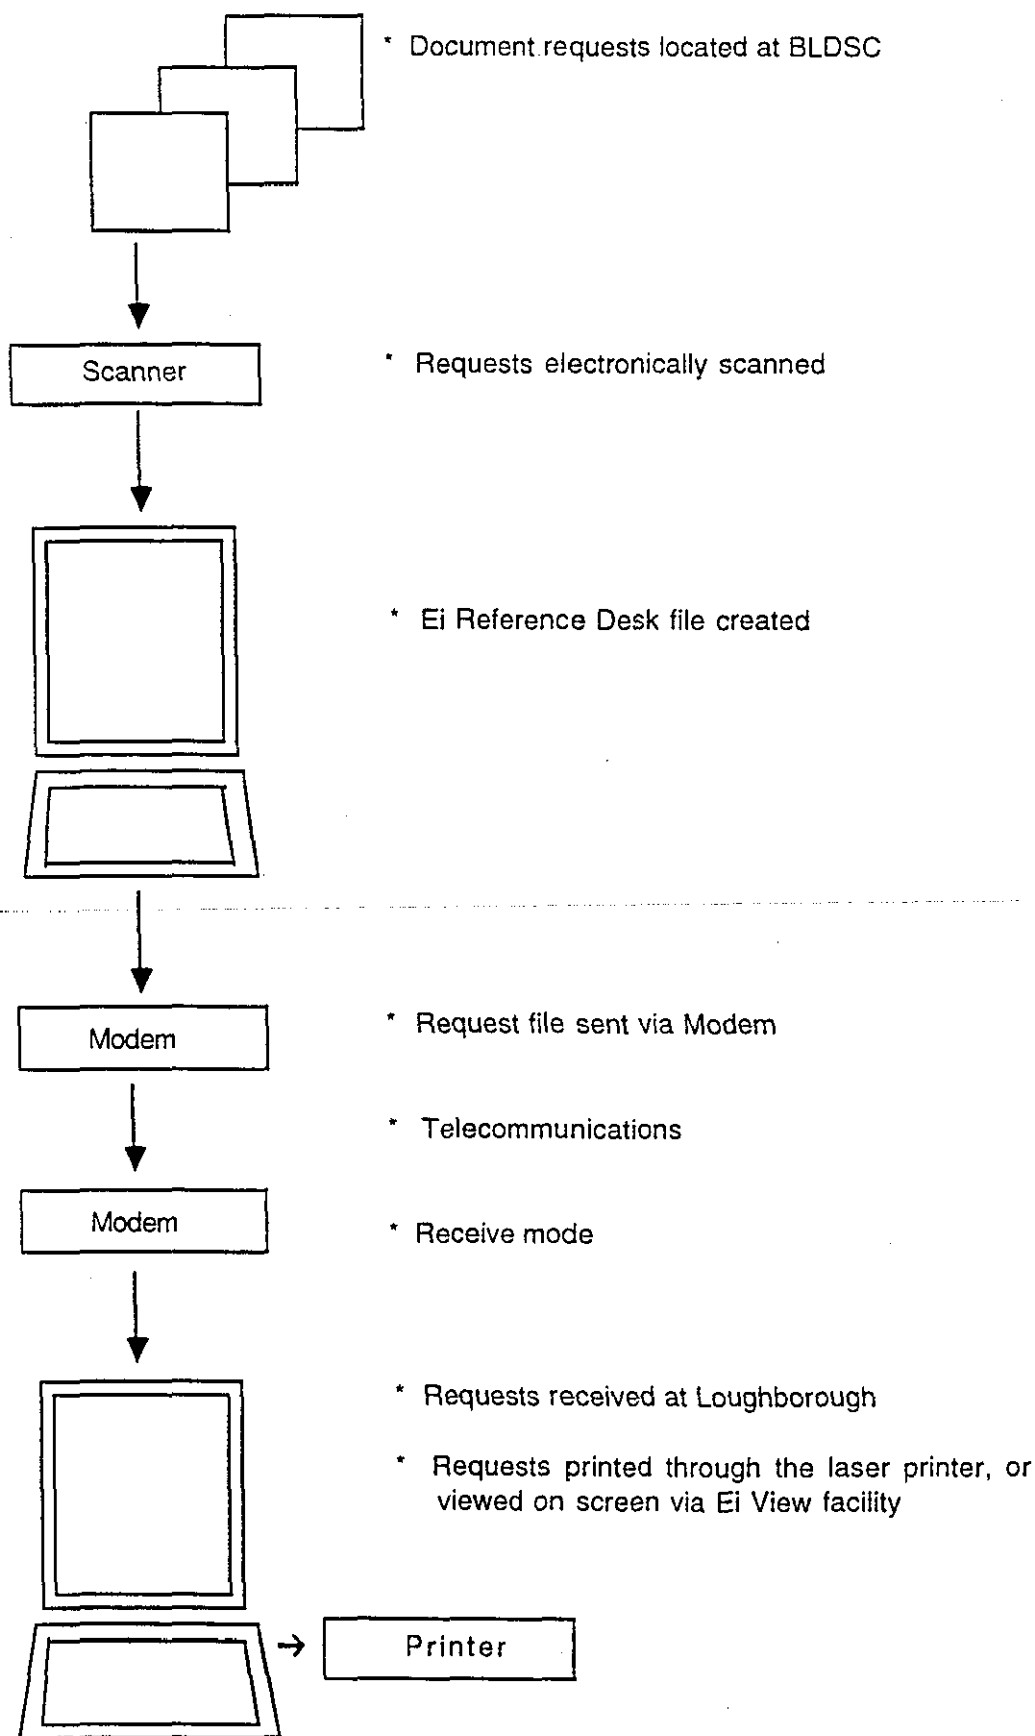 * Document requests located at BLDSC
Scanner
* Requests electronically scanned
* Ei Reference Desk file created
Modem
* Request file sent via Modem
* Telecommunications
Modem
* Receive mode
* Requests received at Loughborough
* Requests printed through the laser printer, or
viewed on screen via Ei View facility
Printer